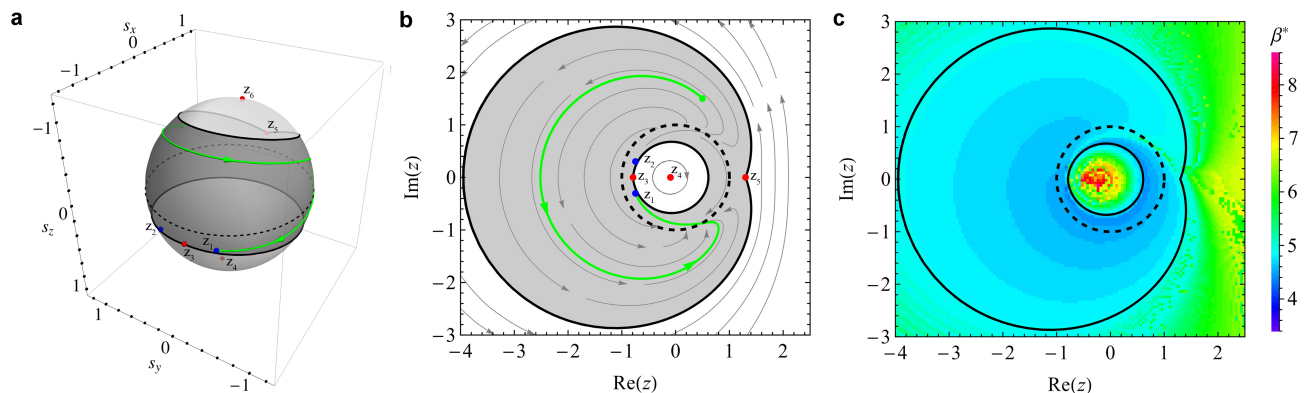 a
b
c
s_x
−1
0
1
−1
0
1
s_z
1
0
−1
s_y
z_6
z_5
z_2
z_1
z_3
z_4
3
2
1
0
−1
−2
−3
Im(z)
z_2
z_3
z_4
z_5
z_1
−4 −3 −2 −1 0 1 2
Re(z)
3
2
1
0
−1
−2
−3
Im(z)
−4 −3 −2 −1 0 1 2
Re(z)
β*
8
7
6
5
4